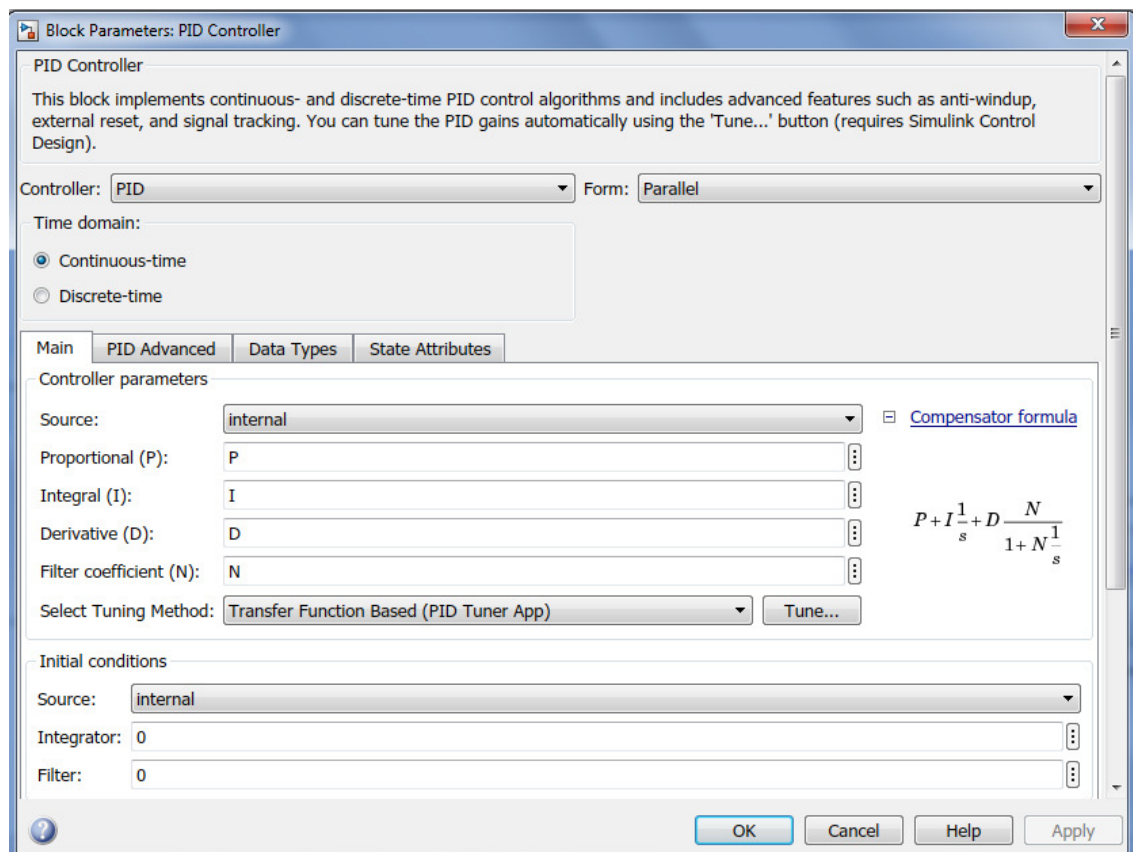 Block Parameters: PID Controller
x
PID Controller
This block implements continuous- and discrete-time PID control algorithms and includes advanced features such as anti-windup,
external reset, and signal tracking. You can tune the PID gains automatically using the 'Tune...' button (requires Simulink Control
Design).
Controller: PID Form: Parallel
Time domain:
Continuous-time
Discrete-time
Main PID Advanced Data Types State Attributes
Controller parameters
Source: internal Compensator formula
Proportional (P): P
Integral (I): I
Derivative (D): D
Filter coefficient (N): N
P+I 1/s +D N/(1+N 1/s)
Select Tuning Method: Transfer Function Based (PID Tuner App) Tune...
Initial conditions
Source: internal
Integrator: 0
Filter: 0
? OK Cancel Help Apply